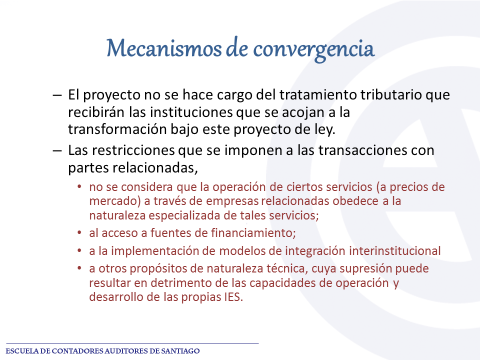 Mecanismos de convergencia
– El proyecto no se hace cargo del tratamiento tributario que
recibirán las instituciones que se acojan a la
transformación bajo este proyecto de ley.
– Las restricciones que se imponen a las transacciones con
partes relacionadas,
• no se considera que la operación de ciertos servicios (a precios de
mercado) a través de empresas relacionadas obedece a la
naturaleza especializada de tales servicios;
• al acceso a fuentes de financiamiento;
• a la implementación de modelos de integración interinstitucional
• a otros propósitos de naturaleza técnica, cuya supresión puede
resultar en detrimento de las capacidades de operación y
desarrollo de las propias IES.
ESCUELA DE CONTADORES AUDITORES DE SANTIAGO